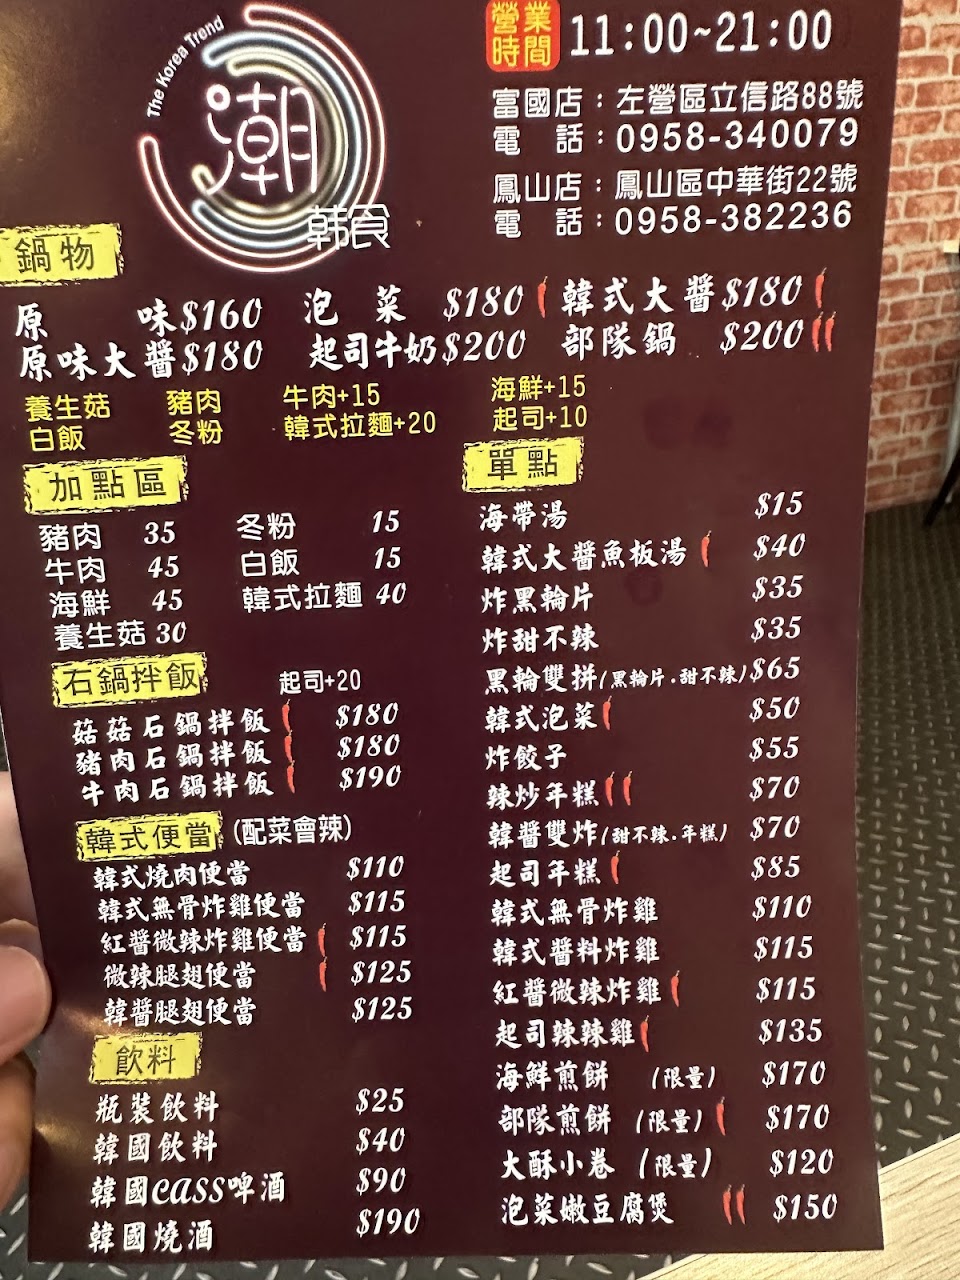 The Korea Trend
潮
韩食
營業時間 11:00~21:00
富國店：左營區立信路88號
電話：0958-340079
鳳山店：鳳山區中華街22號
電話：0958-382236
鍋物
原味$160 泡菜 $180 韓式大醬$180
原味大醬$180 起司牛奶$200 部隊鍋 $200
養生菇 豬肉 牛肉+15 海鮮+15
白飯 冬粉 韓式拉麵+20 起司+10
加點區
豬肉 35 冬粉 15
牛肉 45 白飯 15
海鮮 45 韓式拉麵 40
養生菇 30
石鍋拌飯 起司+20
菇菇石鍋拌飯 $180
豬肉石鍋拌飯 $180
牛肉石鍋拌飯 $190
韓式便當 (配菜會辣)
韓式燒肉便當 $110
韓式無骨炸雞便當 $115
紅醬微辣炸雞便當 $115
微辣腿翅便當 $125
韓醬腿翅便當 $125
飲料
瓶裝飲料 $25
韓國飲料 $40
韓國CASS啤酒 $90
韓國燒酒 $190
單點
海帶湯 $15
韓式大醬魚板湯 $40
炸黑輪片 $35
炸甜不辣 $35
黑輪雙拼(黑輪片.甜不辣) $65
韓式泡菜 $50
炸餃子 $55
辣炒年糕 $70
韓醬雙炸(甜不辣.年糕) $70
起司年糕 $85
韓式無骨炸雞 $110
韓式醬料炸雞 $115
紅醬微辣炸雞 $115
起司辣辣雞 $135
海鮮煎餅 (限量) $170
部隊煎餅 (限量) $170
大酥小卷 (限量) $120
泡菜嫩豆腐煲 $150